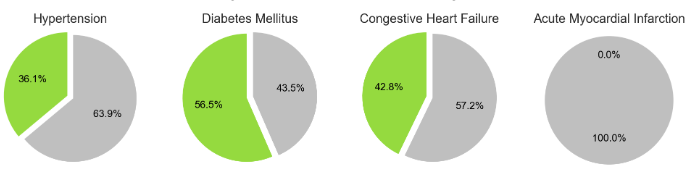 Hypertension
Diabetes Mellitus
Congestive Heart Failure
Acute Myocardial Infarction
36.1%
63.9%
56.5%
43.5%
42.8%
57.2%
0.0%
100.0%